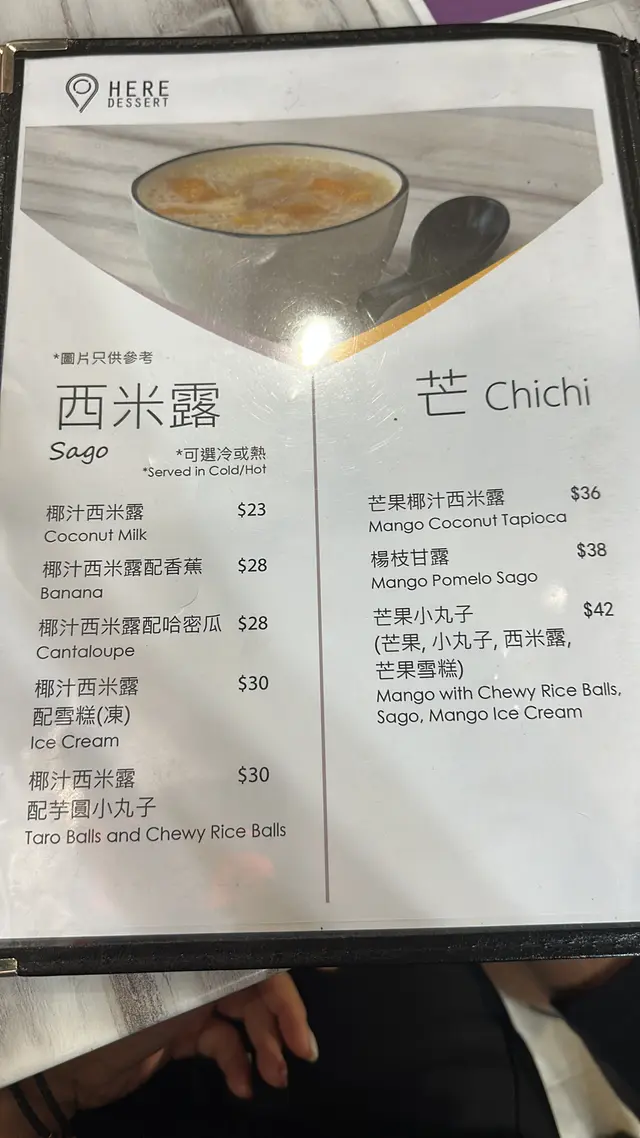 HERE
DESSERT
*圖片只供參考
西米露
Sago
*可選冷或熱
*Served in Cold/Hot
椰汁西米露 $23
Coconut Milk
椰汁西米露配香蕉 $28
Banana
椰汁西米露配哈密瓜 $28
Cantaloupe
椰汁西米露 $30
配雪糕(凍)
Ice Cream
椰汁西米露 $30
配芋圓小丸子
Taro Balls and Chewy Rice Balls
芒 Chichi
芒果椰汁西米露 $36
Mango Coconut Tapioca
楊枝甘露 $38
Mango Pomelo Sago
芒果小丸子 $42
(芒果, 小丸子, 西米露,
芒果雪糕)
Mango with Chewy Rice Balls,
Sago, Mango Ice Cream